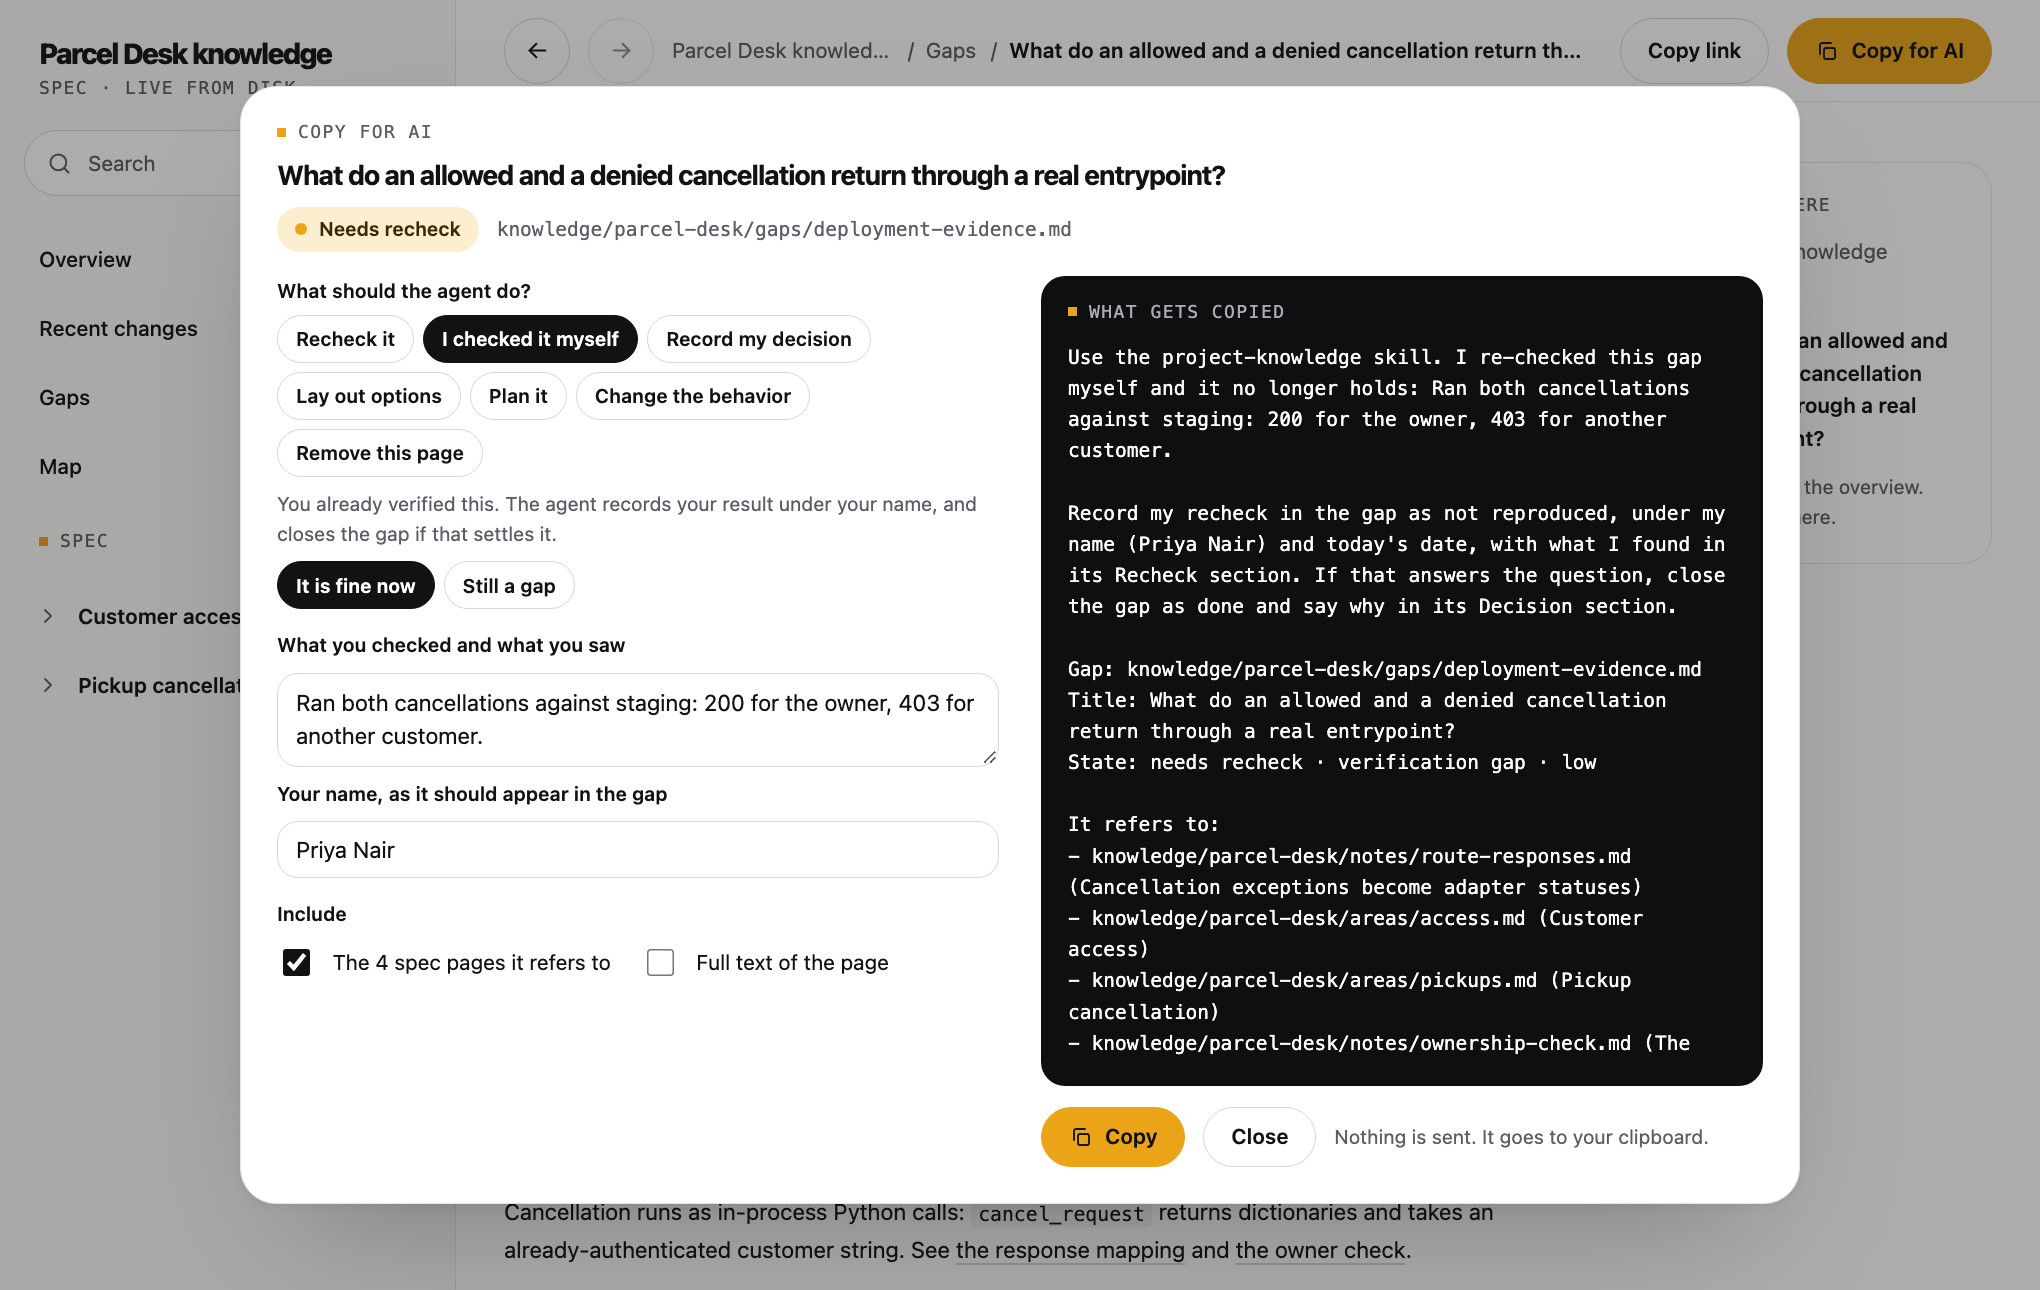 Parcel Desk knowledge
SPEC · LIVE FROM DISK
Search
Overview
Recent changes
Gaps
Map
SPEC
Customer acces
Pickup cancellat
Parcel Desk knowled... / Gaps / What do an allowed and a denied cancellation return th...
Copy link
Copy for AI
COPY FOR AI
What do an allowed and a denied cancellation return through a real entrypoint?
Needs recheck
knowledge/parcel-desk/gaps/deployment-evidence.md
What should the agent do?
Recheck it
I checked it myself
Record my decision
Lay out options
Plan it
Change the behavior
Remove this page
You already verified this. The agent records your result under your name, and
closes the gap if that settles it.
It is fine now
Still a gap
What you checked and what you saw
Ran both cancellations against staging: 200 for the owner, 403 for
another customer.
Your name, as it should appear in the gap
Priya Nair
Include
The 4 spec pages it refers to
Full text of the page
WHAT GETS COPIED
Use the project-knowledge skill. I re-checked this gap
myself and it no longer holds: Ran both cancellations
against staging: 200 for the owner, 403 for another
customer.
Record my recheck in the gap as not reproduced, under my
name (Priya Nair) and today's date, with what I found in
its Recheck section. If that answers the question, close
the gap as done and say why in its Decision section.
Gap: knowledge/parcel-desk/gaps/deployment-evidence.md
Title: What do an allowed and a denied cancellation
return through a real entrypoint?
State: needs recheck · verification gap · low
It refers to:
- knowledge/parcel-desk/notes/route-responses.md
(Cancellation exceptions become adapter statuses)
- knowledge/parcel-desk/areas/access.md (Customer
access)
- knowledge/parcel-desk/areas/pickups.md (Pickup
cancellation)
- knowledge/parcel-desk/notes/ownership-check.md (The
Copy
Close
Nothing is sent. It goes to your clipboard.
ERE
nowledge
an allowed and
cancellation
rough a real
nt?
the overview.
ere.
Cancellation runs as in-process Python calls: cancel_request returns dictionaries and takes an
already-authenticated customer string. See the response mapping and the owner check.